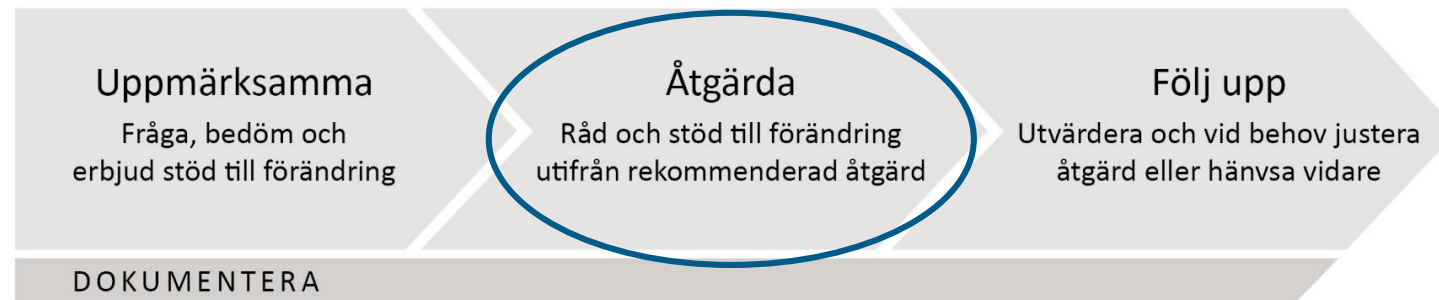 Uppmärksamma
Fråga, bedöm och
erbjud stöd till förändring
Åtgärda
Råd och stöd till förändring
utifrån rekommenderad åtgärd
Följ upp
Utvärdera och vid behov justera
åtgärd eller hänvsa vidare
DOKUMENTERA